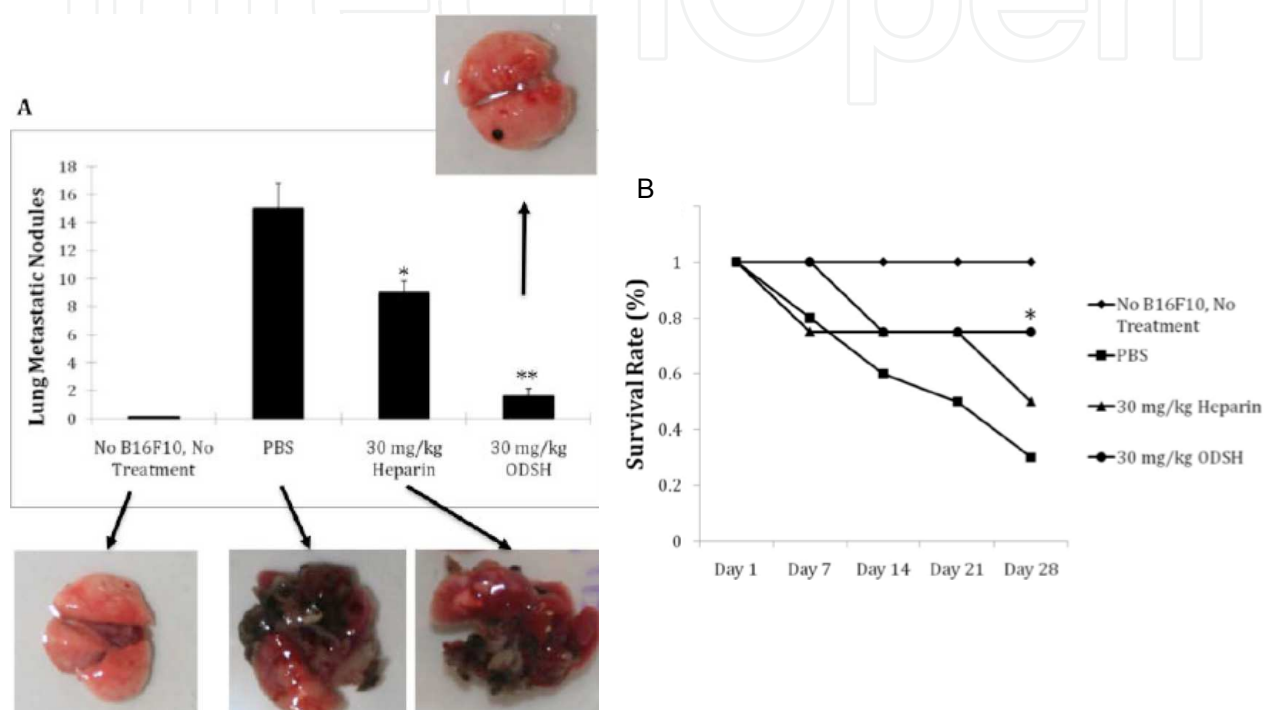 A
18
16
14
12
10
8
6
4
2
0
Lung Metastatic Nodules
*
**
No B16F10, No
Treatment
PBS
30 mg/kg
Heparin
30 mg/kg
ODSH
B
1
0.8
0.6
0.4
0.2
0
Survival Rate (%)
*
Day 1 Day 7 Day 14 Day 21 Day 28
No B16F10, No
Treatment
PBS
30 mg/kg Heparin
30 mg/kg ODSH